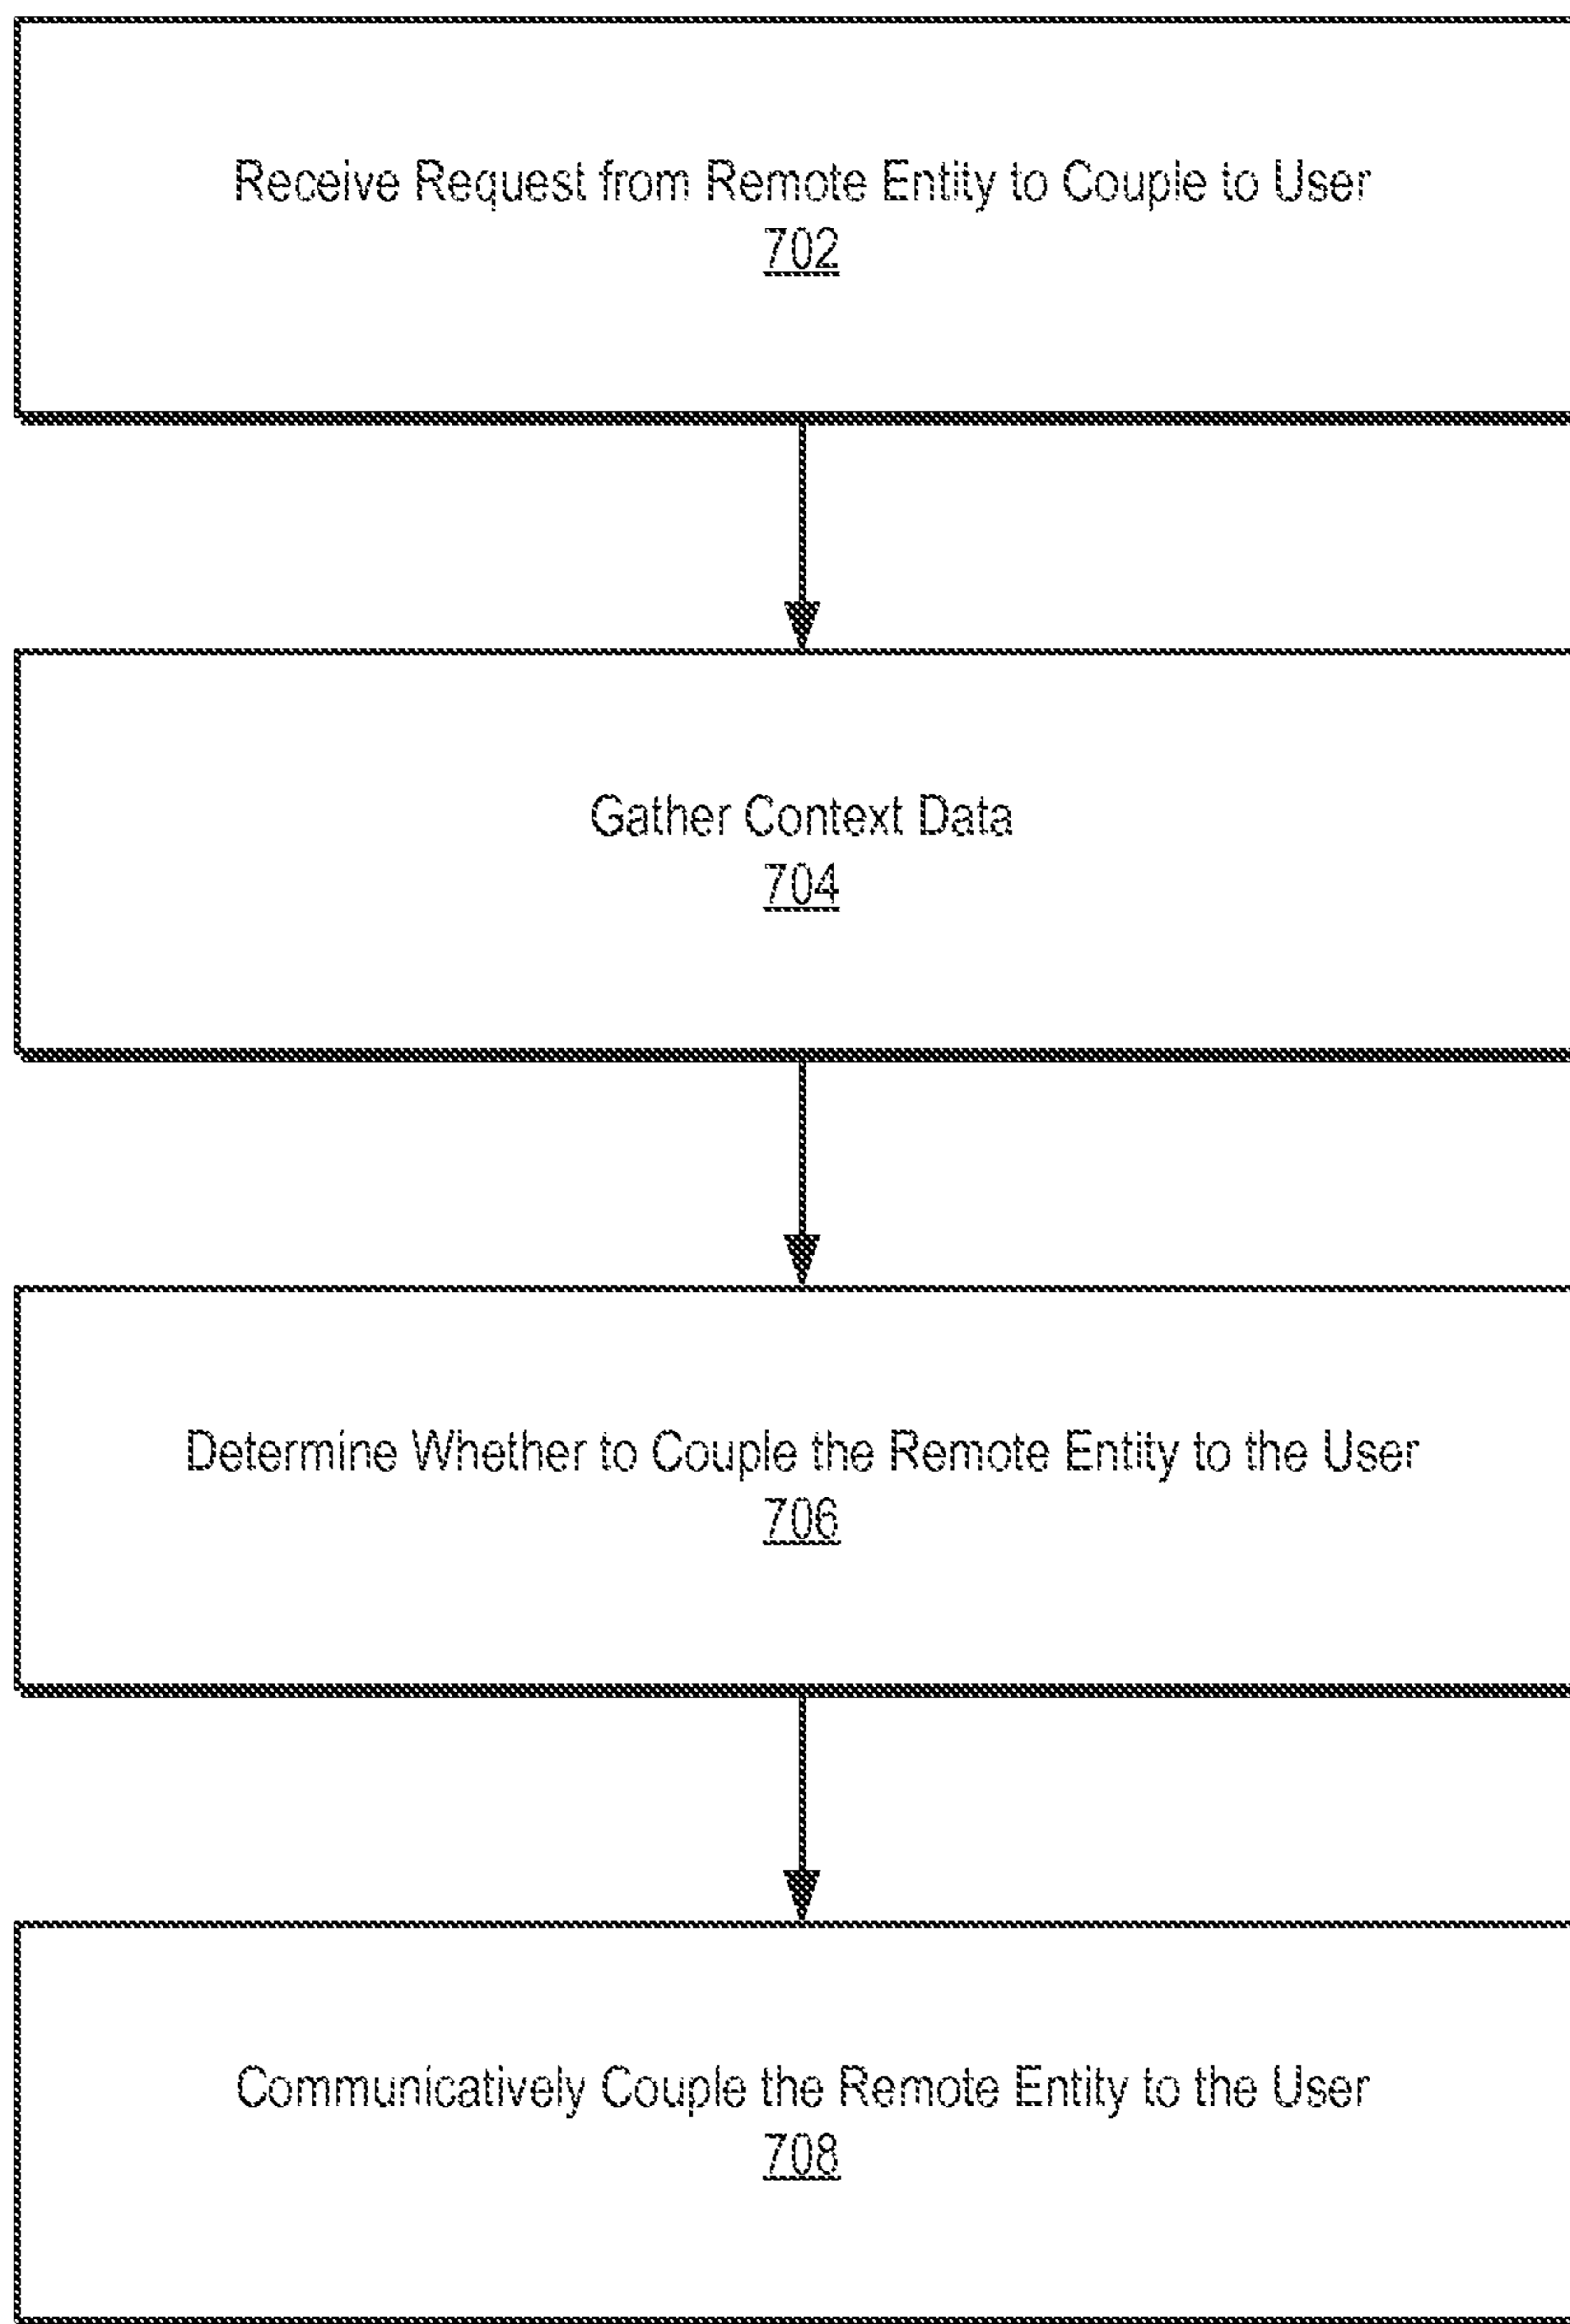 Receive Request from Remote Entity to Couple to User
702
Gather Context Data
704
Determine Whether to Couple the Remote Entity to the User
706
Communicatively Couple the Remote Entity to the User
708